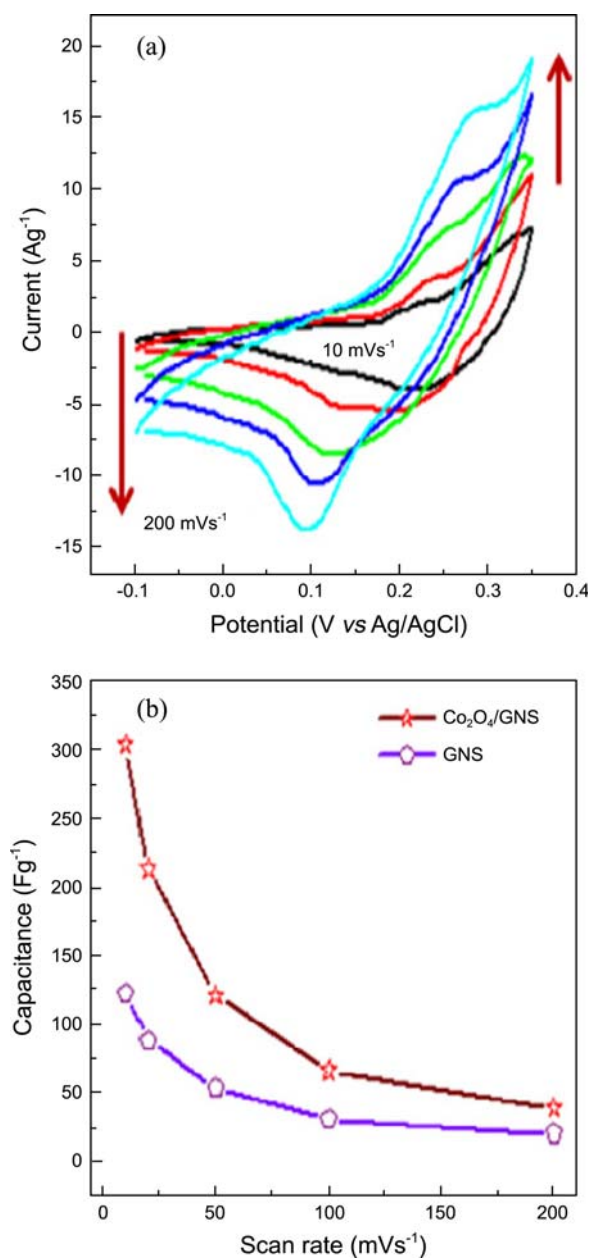 (a)
20
15
10
5
0
-5
-10
-15
Current (Ag⁻¹)
10 mVs⁻¹
200 mVs⁻¹
-0.1 0.0 0.1 0.2 0.3 0.4
Potential (V vs Ag/AgCl)
(b)
350
300
250
200
150
100
50
0
Capacitance (Fg⁻¹)
Co₂O₄/GNS
GNS
0 50 100 150 200
Scan rate (mVs⁻¹)